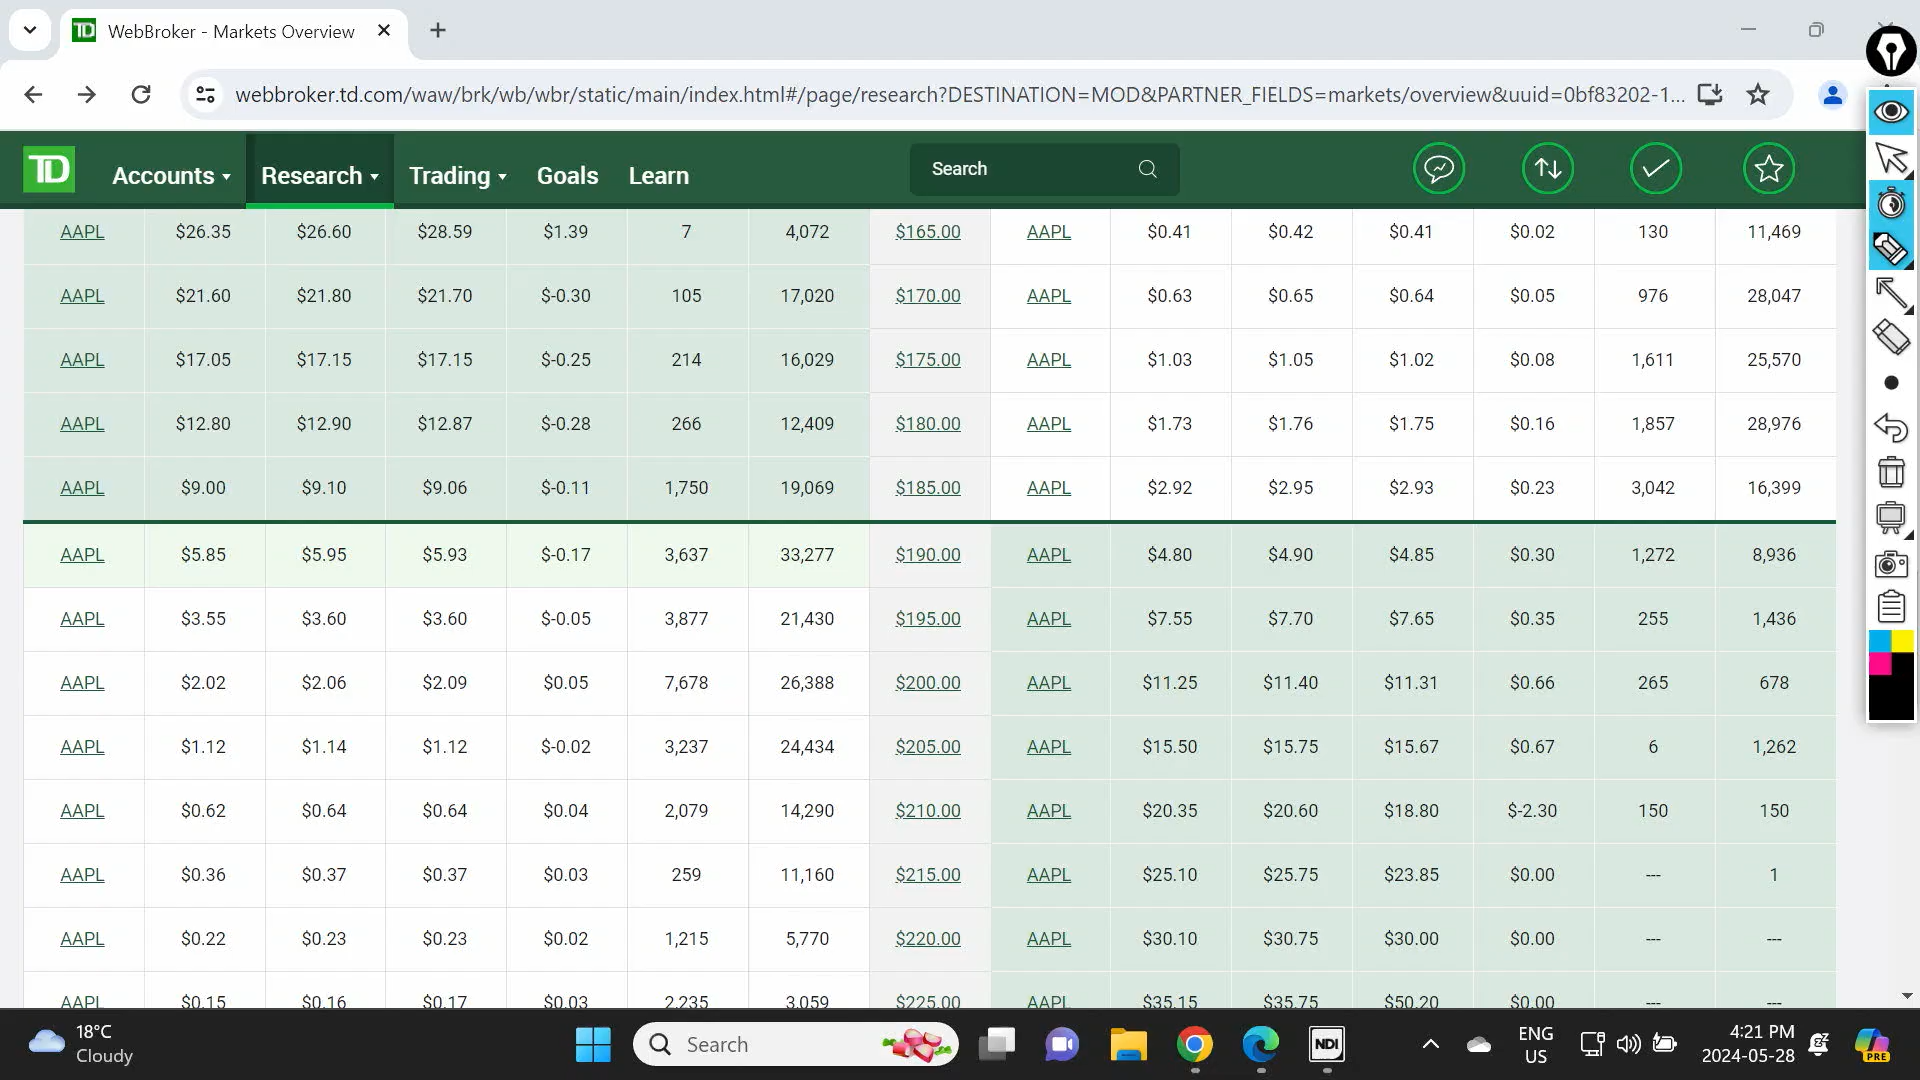 WebBroker - Markets Overview
webbroker.td.com/waw/brk/wb/wbr/static/main/index.html#/page/research?DESTINATION=MOD&PARTNER_FIELDS=markets/overview&uuid=0bf83202-1...
TD Accounts Research Trading Goals Learn Search
AAPL $26.35 $26.60 $28.59 $1.39 7 4,072 $165.00 AAPL $0.41 $0.42 $0.41 $0.02 130 11,469
AAPL $21.60 $21.80 $21.70 $-0.30 105 17,020 $170.00 AAPL $0.63 $0.65 $0.64 $0.05 976 28,047
AAPL $17.05 $17.15 $17.15 $-0.25 214 16,029 $175.00 AAPL $1.03 $1.05 $1.02 $0.08 1,611 25,570
AAPL $12.80 $12.90 $12.87 $-0.28 266 12,409 $180.00 AAPL $1.73 $1.76 $1.75 $0.16 1,857 28,976
AAPL $9.00 $9.10 $9.06 $-0.11 1,750 19,069 $185.00 AAPL $2.92 $2.95 $2.93 $0.23 3,042 16,399
AAPL $5.85 $5.95 $5.93 $-0.17 3,637 33,277 $190.00 AAPL $4.80 $4.90 $4.85 $0.30 1,272 8,936
AAPL $3.55 $3.60 $3.60 $-0.05 3,877 21,430 $195.00 AAPL $7.55 $7.70 $7.65 $0.35 255 1,436
AAPL $2.02 $2.06 $2.09 $0.05 7,678 26,388 $200.00 AAPL $11.25 $11.40 $11.31 $0.66 265 678
AAPL $1.12 $1.14 $1.12 $-0.02 3,237 24,434 $205.00 AAPL $15.50 $15.75 $15.67 $0.67 6 1,262
AAPL $0.62 $0.64 $0.64 $0.04 2,079 14,290 $210.00 AAPL $20.35 $20.60 $18.80 $-2.30 150 150
AAPL $0.36 $0.37 $0.37 $0.03 259 11,160 $215.00 AAPL $25.10 $25.75 $23.85 $0.00 --- 1
AAPL $0.22 $0.23 $0.23 $0.02 1,215 5,770 $220.00 AAPL $30.10 $30.75 $30.00 $0.00 --- ---
AAPL $0.15 $0.16 $0.17 $0.03 2,235 3,059 $225.00 AAPL $35.15 $35.75 $50.20 $0.00 --- ---
18°C
Cloudy
Search
NDI
ENG
US
4:21 PM
2024-05-28
PRE